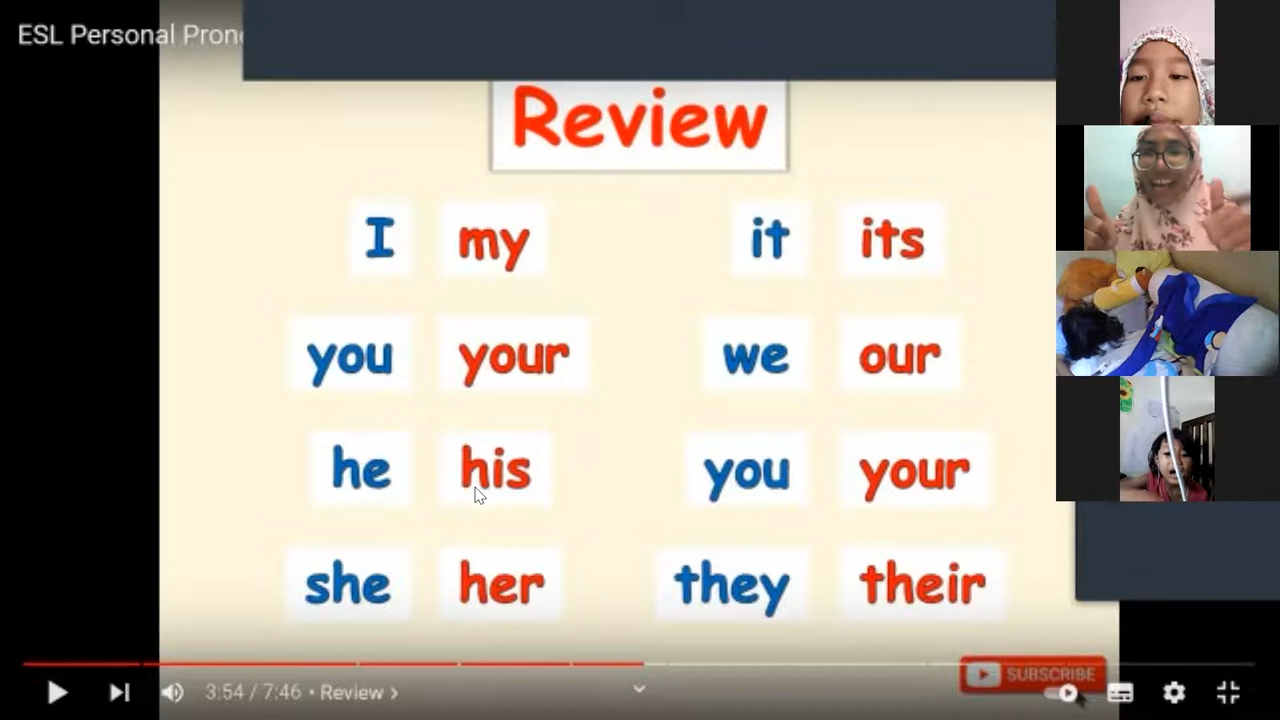 ESL Personal
Review
I my it its
you your we our
he his you your
she her they their
SUBSCRIBE
3:54 / 7:46 • Review >